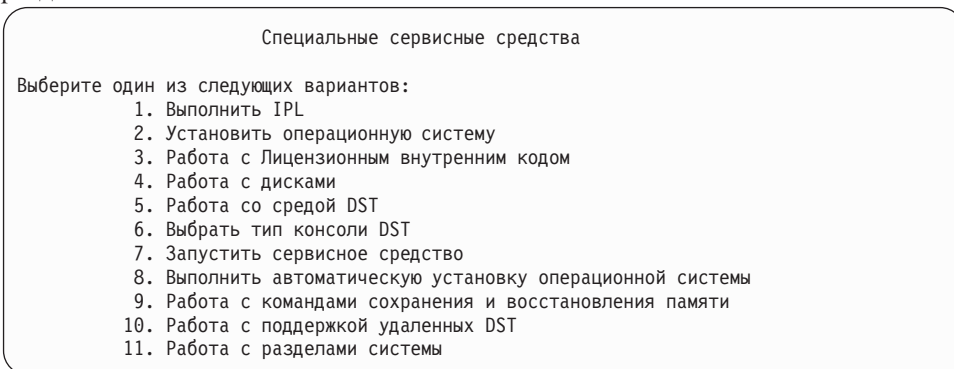 Специальные сервисные средства
Выберите один из следующих вариантов:
1. Выполнить IPL
2. Установить операционную систему
3. Работа с Лицензионным внутренним кодом
4. Работа с дисками
5. Работа со средой DST
6. Выбрать тип консоли DST
7. Запустить сервисное средство
8. Выполнить автоматическую установку операционной системы
9. Работа с командами сохранения и восстановления памяти
10. Работа с поддержкой удаленных DST
11. Работа с разделами системы